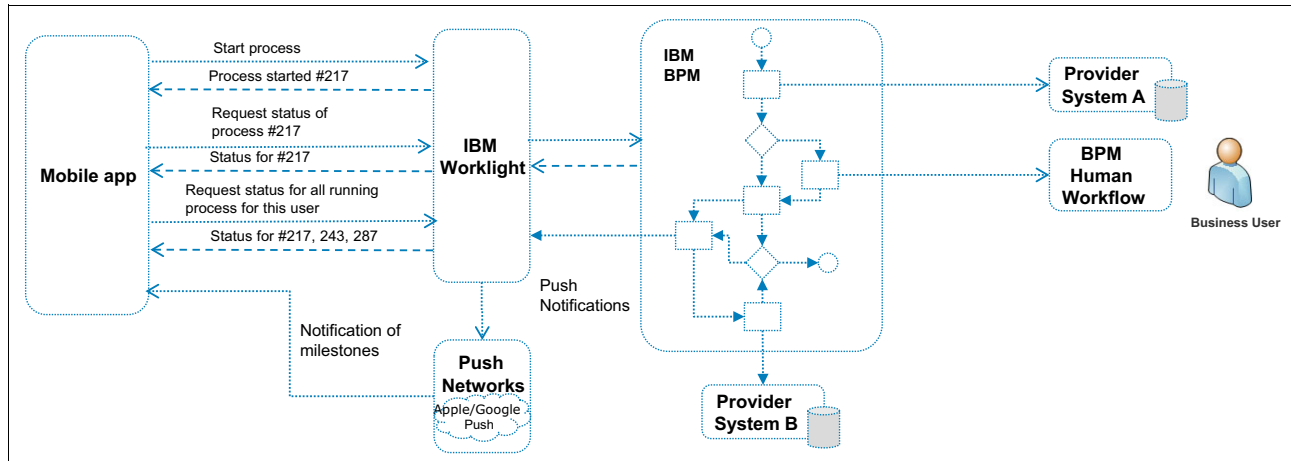 Start process
Process started #217
Request status of
process #217
Status for #217
Request status for all running
process for this user
Status for #217, 243, 287
Mobile app
IBM
Worklight
IBM
BPM
Provider
System A
BPM
Human
Workflow
Business User
Push
Notifications
Notification of
milestones
Push
Networks
Apple/Google
Push
Provider
System B